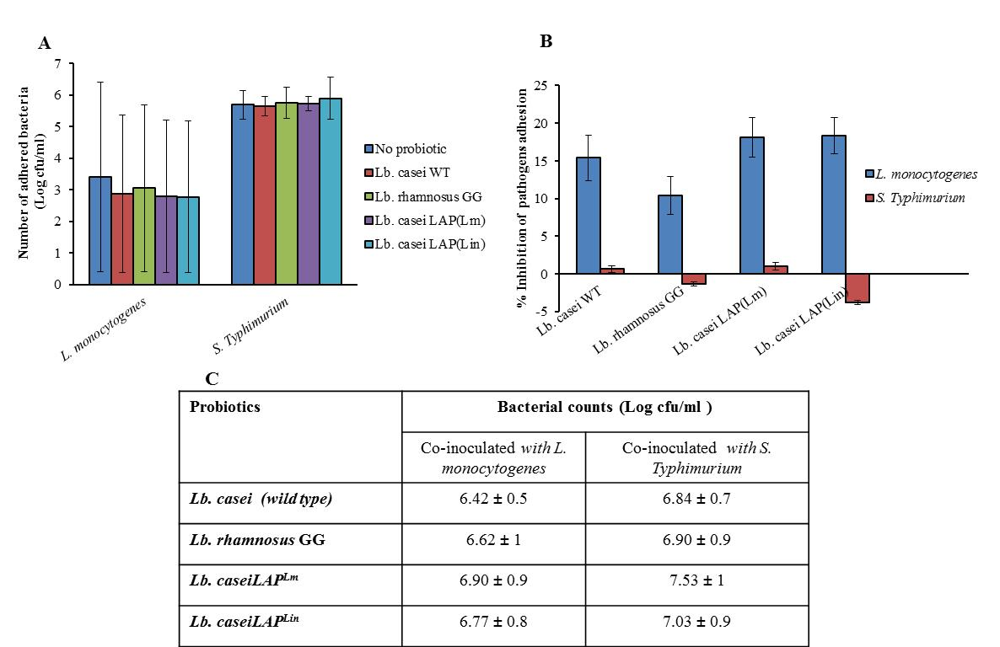 A
Number of adhered bacteria
(Log cfu/ml)
7
6
5
4
3
2
1
0
L. monocytogenes
S. Typhimurium
No probiotic
Lb. casei WT
Lb. rhamnosus GG
Lb. casei LAP(Lm)
Lb. casei LAP(Lin)
B
% Inhibition of pathogens adhesion
25
20
15
10
5
0
-5
Lb. casei WT
Lb. rhamnosus GG
Lb. casei LAP(Lm)
Lb. casei LAP(Lin)
L. monocytogenes
S. Typhimurium
C
Probiotics
Bacterial counts (Log cfu/ml )
Co-inoculated with L.
monocytogenes
Co-inoculated with S.
Typhimurium
Lb. casei (wild type)
6.42 ± 0.5
6.84 ± 0.7
Lb. rhamnosus GG
6.62 ± 1
6.90 ± 0.9
Lb. caseiLAPLm
6.90 ± 0.9
7.53 ± 1
Lb. caseiLAPLin
6.77 ± 0.8
7.03 ± 0.9